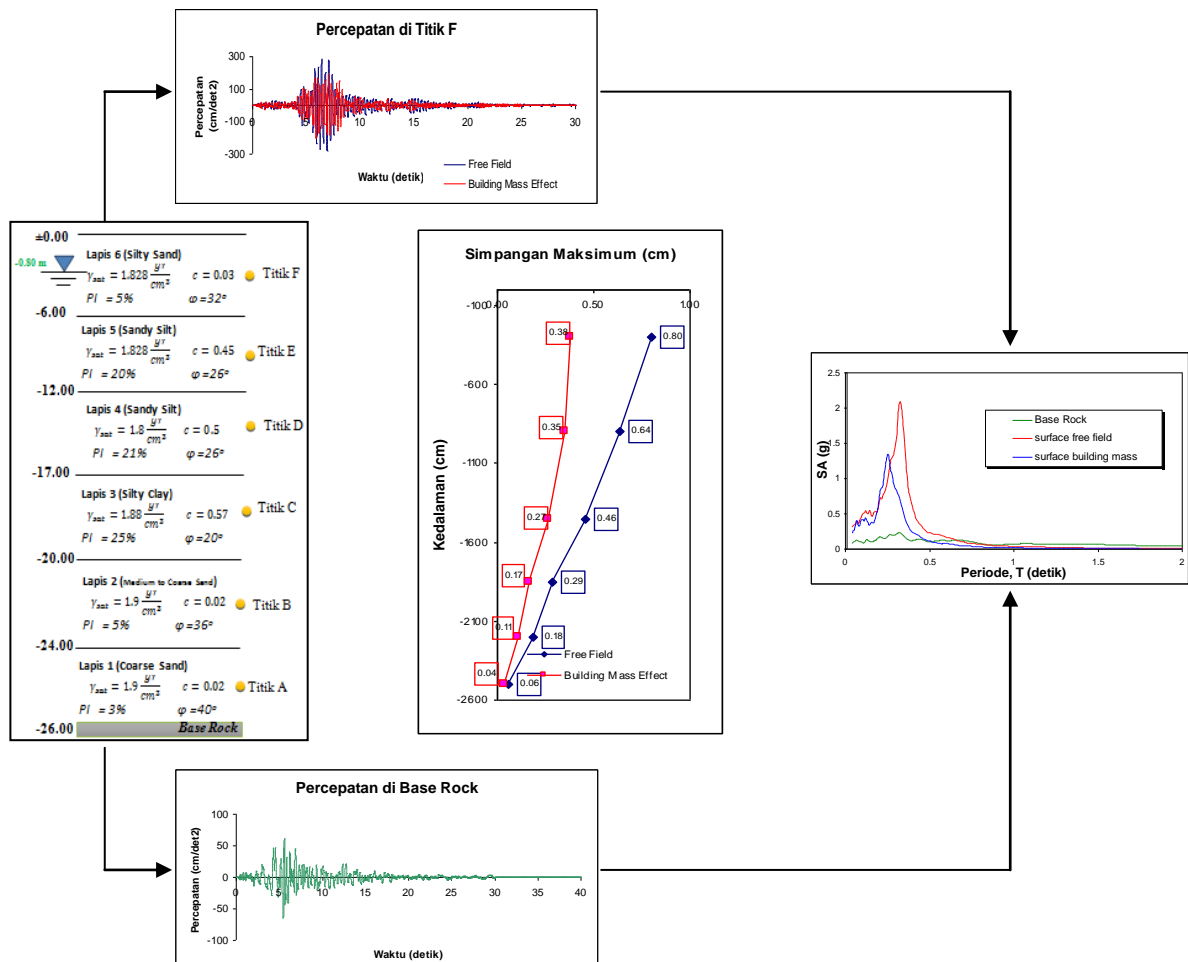 Percepatan di Titik F
Percepatan
(cm/det2)
300
100
-100
-300
0 5 10 15 20 25 30
Free Field
Building Mass Effect
Waktu (detik)
±0.00
-0.80 m
Lapis 6 (Silty Sand)
γsat = 1.828 gr/cm³ c = 0.03
PI = 5% φ=32°
Titik F
-6.00
Lapis 5 (Sandy Silt)
γsat = 1.828 gr/cm³ c = 0.45
PI = 20% φ=26°
Titik E
-12.00
Lapis 4 (Sandy Silt)
γsat = 1.8 gr/cm³ c = 0.5
PI = 21% φ=26°
Titik D
-17.00
Lapis 3 (Silty Clay)
γsat = 1.88 gr/cm³ c = 0.57
PI = 25% φ=20°
Titik C
-20.00
Lapis 2 (Medium to Coarse Sand)
γsat = 1.9 gr/cm³ c = 0.02
PI = 5% φ=36°
Titik B
-24.00
Lapis 1 (Coarse Sand)
γsat = 1.9 gr/cm³ c = 0.02
PI = 3% φ=40°
Titik A
-26.00
Base Rock
Simpangan Maksimum (cm)
0.00 0.50 1.00
Kedalaman (cm)
-100
-600
-1100
-1600
-2100
-2600
0.38 0.80
0.35 0.64
0.27 0.46
0.17 0.29
0.11 0.18
0.04 0.06
Free Field
Building Mass Effect
SA (g)
2.5
2
1.5
1
0.5
0
0 0.5 1 1.5 2
Base Rock
surface free field
surface building mass
Periode, T (detik)
Percepatan di Base Rock
Percepatan (cm/det2)
100
50
0
-50
-100
0 5 10 15 20 25 30 35 40
Waktu (detik)